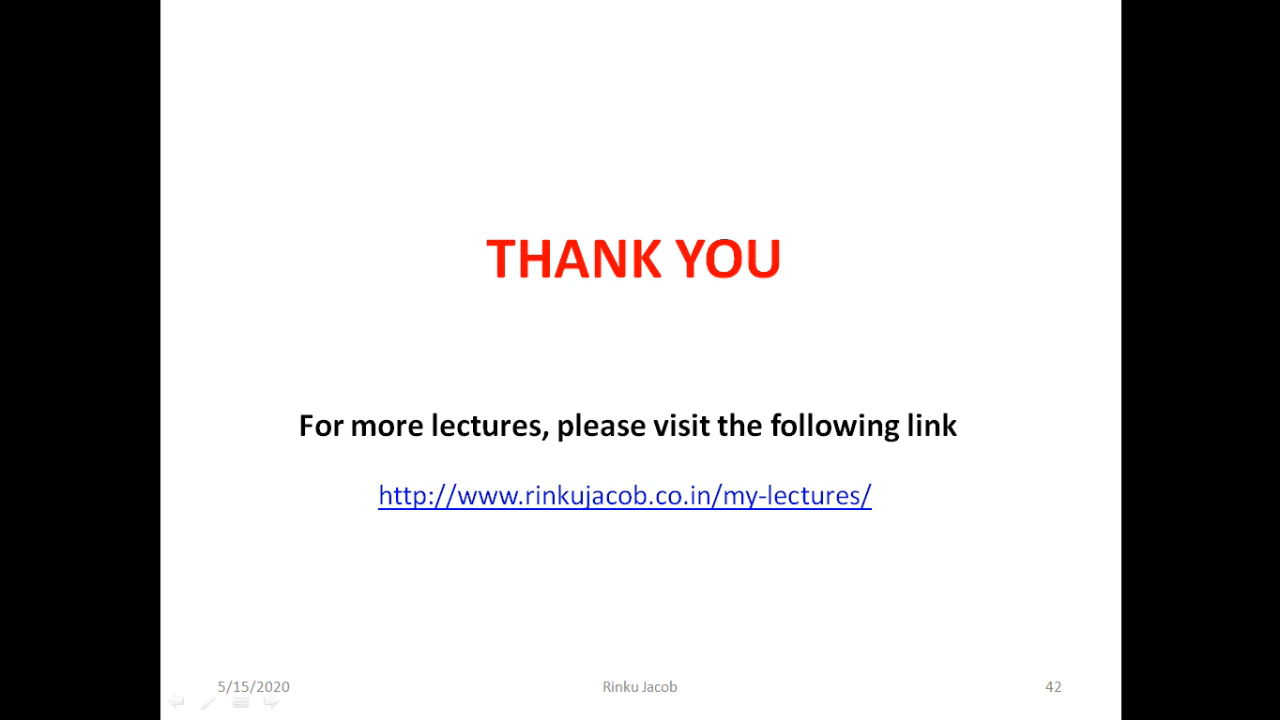 THANK YOU
For more lectures, please visit the following link
http://www.rinkujacob.co.in/my-lectures/
5/15/2020
Rinku Jacob
42